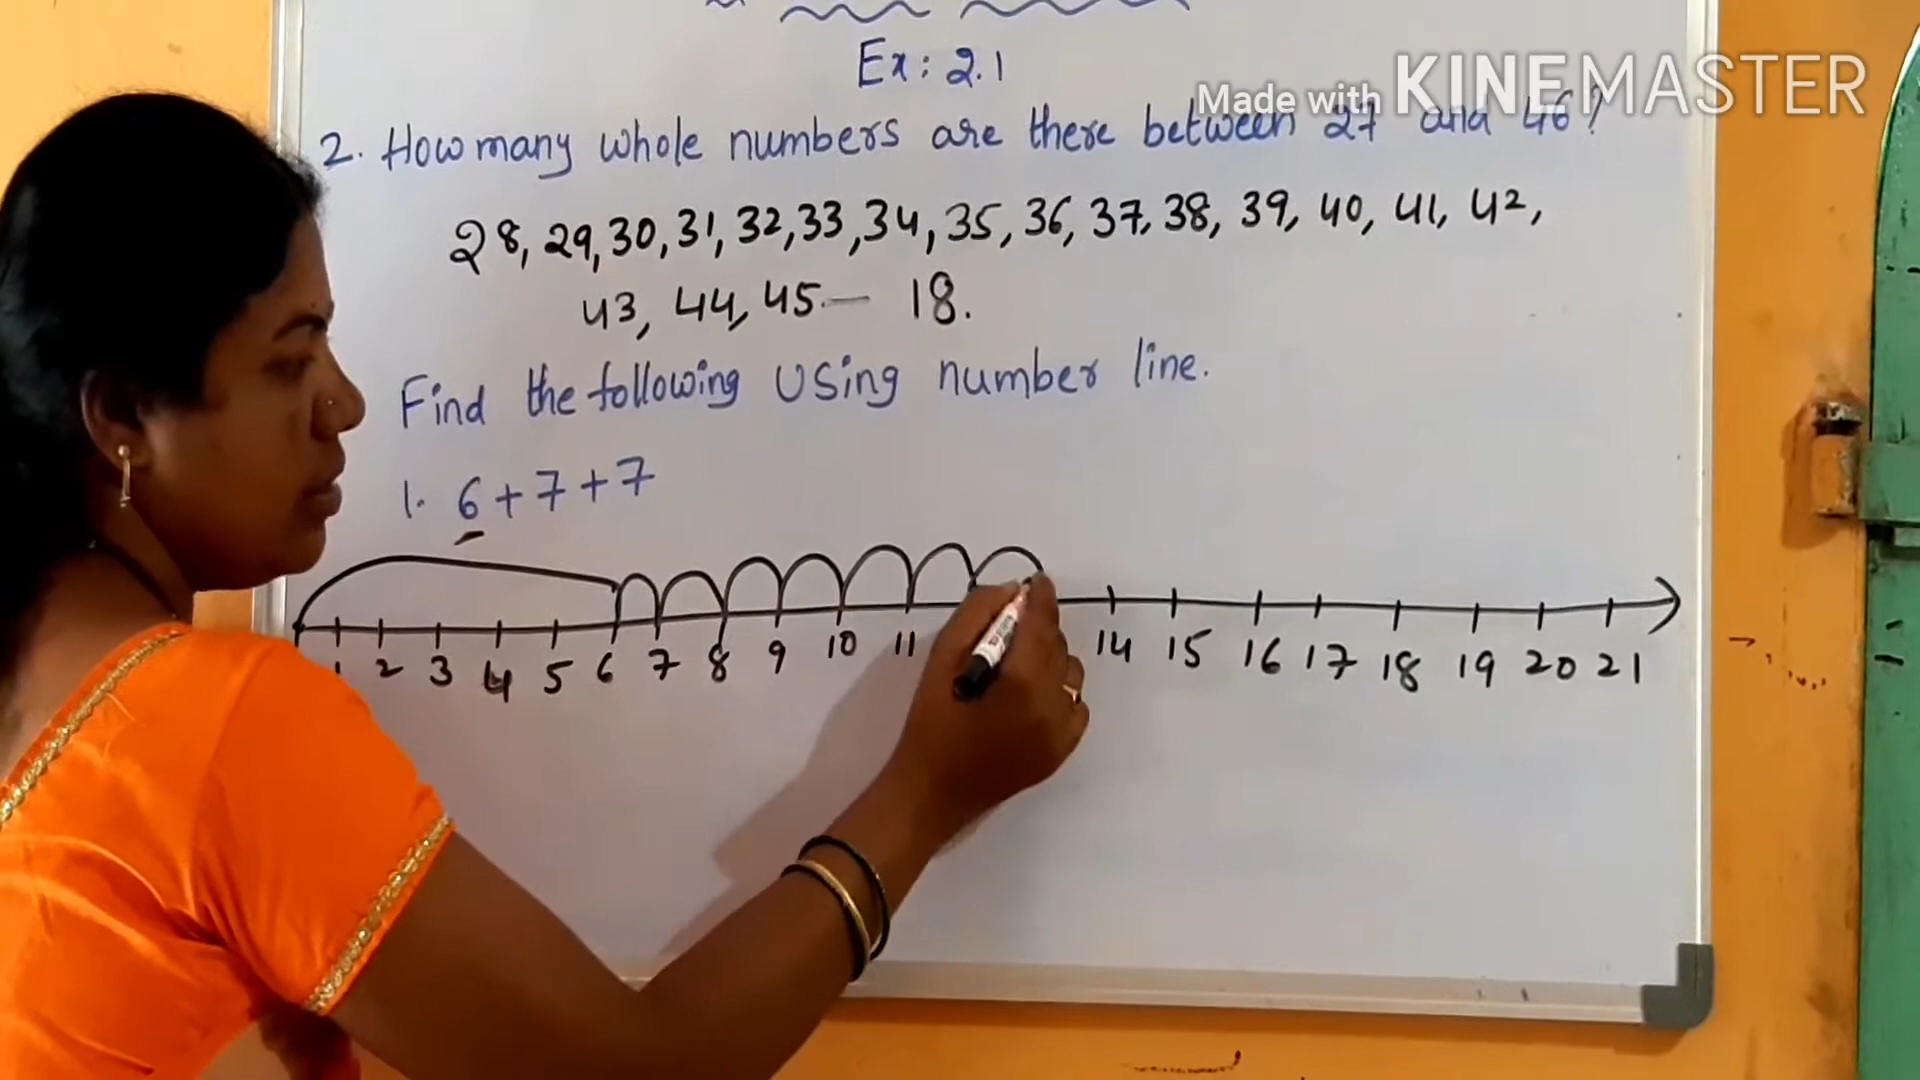 Ex: 2.1
Made with KINEMASTER
2. How many whole numbers are there between 27 and 46?
28, 29, 30, 31, 32, 33, 34, 35, 36, 37, 38, 39, 40, 41, 42,
43, 44, 45 — 18.
Find the following Using number line.
1. 6+7+7
1 2 3 4 5 6 7 8 9 10 11 14 15 16 17 18 19 20 21